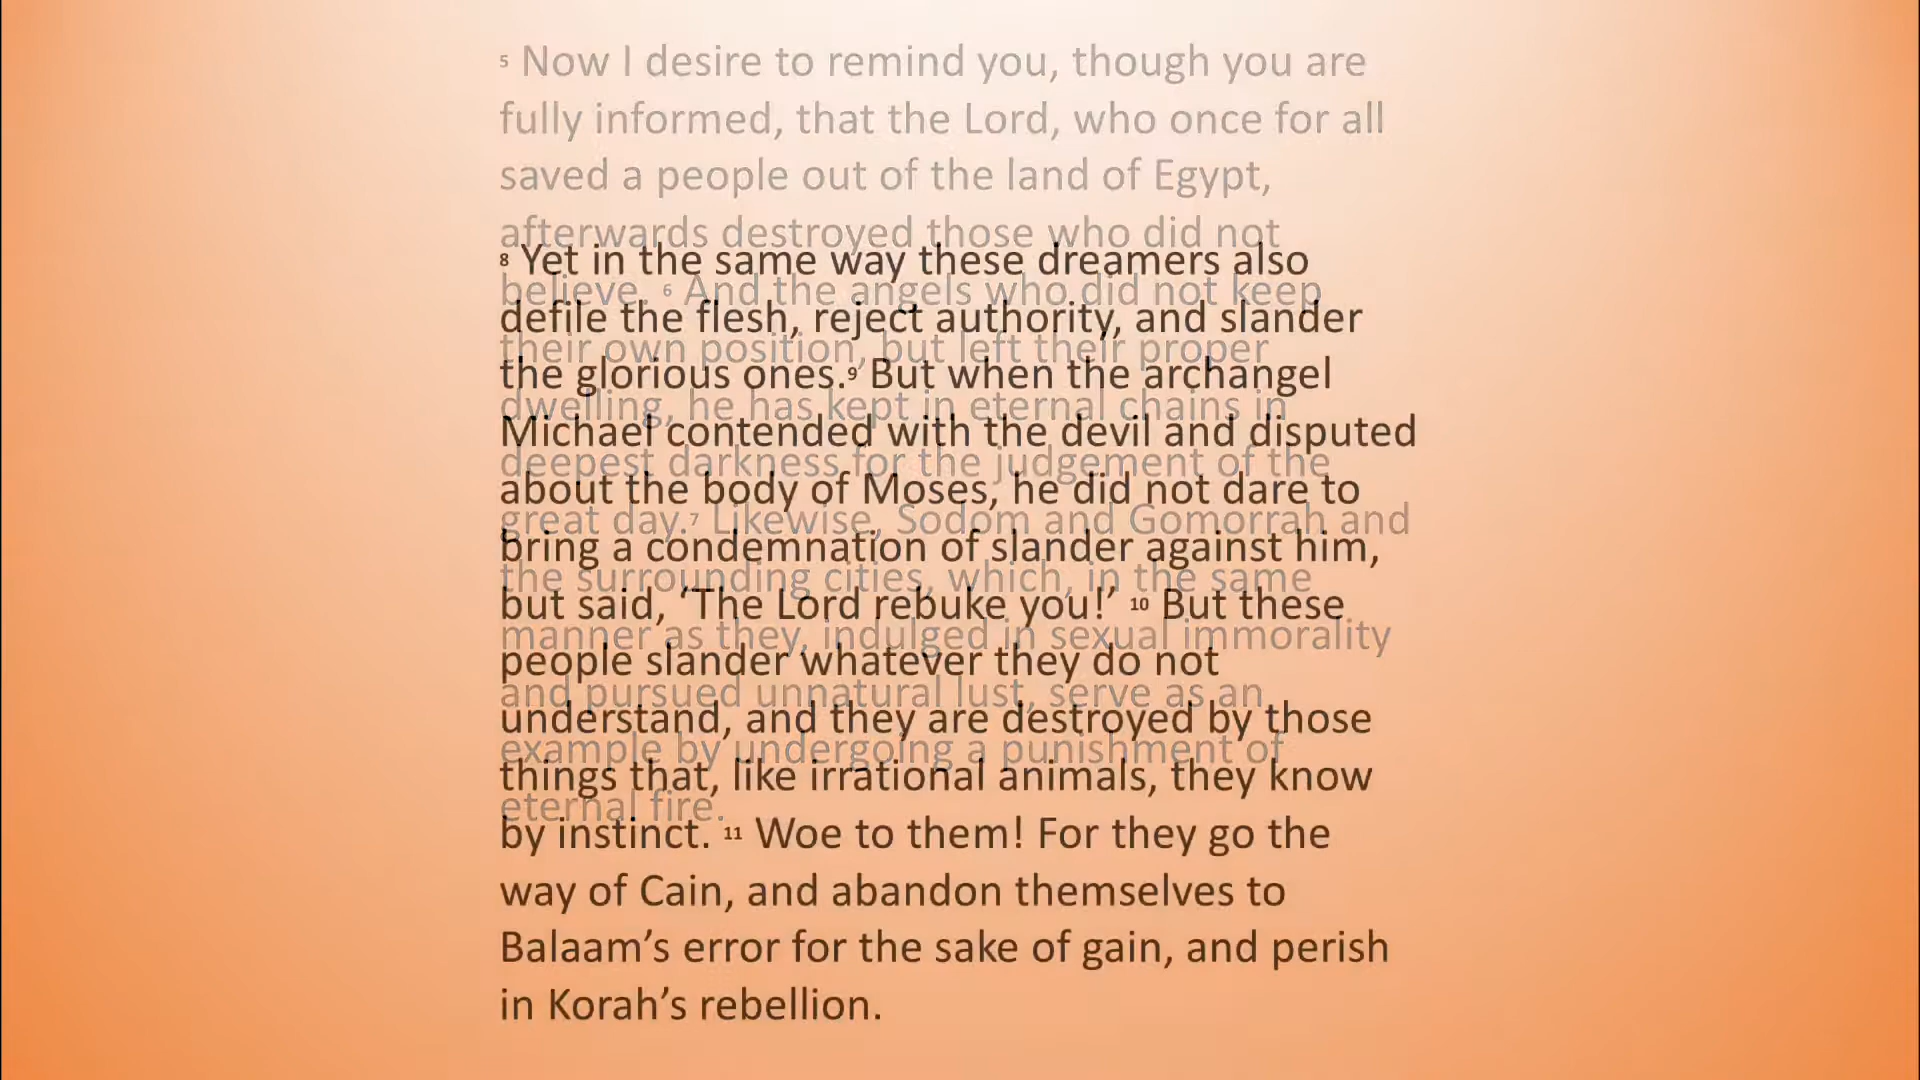 5 Now I desire to remind you, though you are
fully informed, that the Lord, who once for all
saved a people out of the land of Egypt,
afterwards destroyed those who did not
believe. 6 And the angels who did not keep
their own position, but left their proper
dwelling, he has kept in eternal chains in
deepest darkness for the judgement of the
great day.7 Likewise, Sodom and Gomorrah and
the surrounding cities, which, in the same
manner as they, indulged in sexual immorality
and pursued unnatural lust, serve as an
example by undergoing a punishment of
eternal fire.
8 Yet in the same way these dreamers also
defile the flesh, reject authority, and slander
the glorious ones.9 But when the archangel
Michael contended with the devil and disputed
about the body of Moses, he did not dare to
bring a condemnation of slander against him,
but said, ‘The Lord rebuke you!’ 10 But these
people slander whatever they do not
understand, and they are destroyed by those
things that, like irrational animals, they know
by instinct. 11 Woe to them! For they go the
way of Cain, and abandon themselves to
Balaam’s error for the sake of gain, and perish
in Korah’s rebellion.